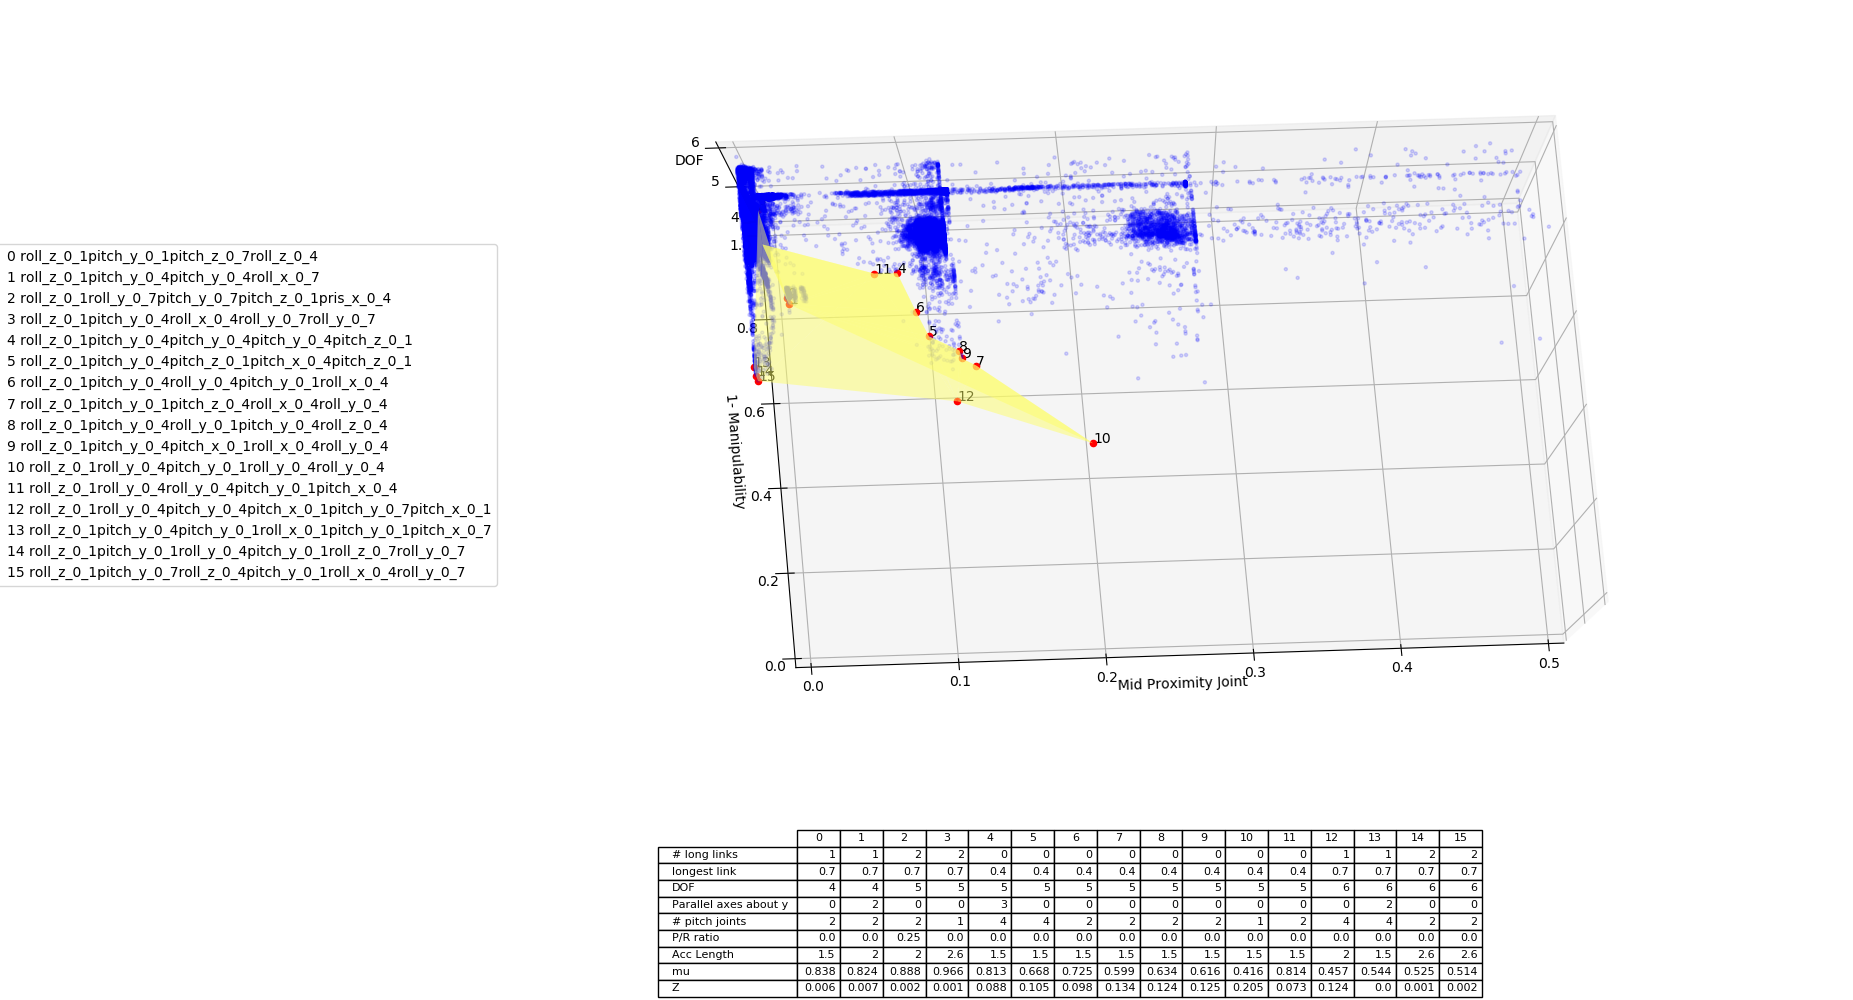 6
DOF
5
4
1.
0.8
0.6
1- Manipulability
0.4
0.2
0.0
0.0
0.1
0.2
Mid Proximity Joint
0.3
0.4
0.5
11
4
6
5
8
9
7
12
10
13
14
15
0 roll_z_0_1pitch_y_0_1pitch_z_0_7roll_z_0_4
1 roll_z_0_1pitch_y_0_4pitch_y_0_4roll_x_0_7
2 roll_z_0_1roll_y_0_7pitch_y_0_7pitch_z_0_1pris_x_0_4
3 roll_z_0_1pitch_y_0_4roll_x_0_4roll_y_0_7roll_y_0_7
4 roll_z_0_1pitch_y_0_4pitch_y_0_4pitch_y_0_4pitch_z_0_1
5 roll_z_0_1pitch_y_0_4pitch_z_0_1pitch_x_0_4pitch_z_0_1
6 roll_z_0_1pitch_y_0_4roll_y_0_4pitch_y_0_1roll_x_0_4
7 roll_z_0_1pitch_y_0_1pitch_z_0_4roll_x_0_4roll_y_0_4
8 roll_z_0_1pitch_y_0_4roll_y_0_1pitch_y_0_4roll_z_0_4
9 roll_z_0_1pitch_y_0_4pitch_x_0_1roll_x_0_4roll_y_0_4
10 roll_z_0_1roll_y_0_4pitch_y_0_1roll_y_0_4roll_y_0_4
11 roll_z_0_1roll_y_0_4roll_y_0_4pitch_y_0_1pitch_x_0_4
12 roll_z_0_1roll_y_0_4pitch_y_0_4pitch_x_0_1pitch_y_0_7pitch_x_0_1
13 roll_z_0_1pitch_y_0_4pitch_y_0_1roll_x_0_1pitch_y_0_1pitch_x_0_7
14 roll_z_0_1pitch_y_0_1roll_y_0_4pitch_y_0_1roll_z_0_7roll_y_0_7
15 roll_z_0_1pitch_y_0_7roll_z_0_4pitch_y_0_1roll_x_0_4roll_y_0_7
0 1 2 3 4 5 6 7 8 9 10 11 12 13 14 15
# long links 1 1 2 2 0 0 0 0 0 0 0 0 1 1 2 2
longest link 0.7 0.7 0.7 0.7 0.4 0.4 0.4 0.4 0.4 0.4 0.4 0.4 0.7 0.7 0.7 0.7
DOF 4 4 5 5 5 5 5 5 5 5 5 5 6 6 6 6
Parallel axes about y 0 2 0 0 3 0 0 0 0 0 0 0 0 2 0 0
# pitch joints 2 2 2 1 4 4 2 2 2 2 1 2 4 4 2 2
P/R ratio 0.0 0.0 0.25 0.0 0.0 0.0 0.0 0.0 0.0 0.0 0.0 0.0 0.0 0.0 0.0 0.0
Acc Length 1.5 2 2 2.6 1.5 1.5 1.5 1.5 1.5 1.5 1.5 1.5 2 1.5 2.6 2.6
mu 0.838 0.824 0.888 0.966 0.813 0.668 0.725 0.599 0.634 0.616 0.416 0.814 0.457 0.544 0.525 0.514
Z 0.006 0.007 0.002 0.001 0.088 0.105 0.098 0.134 0.124 0.125 0.205 0.073 0.124 0.0 0.001 0.002